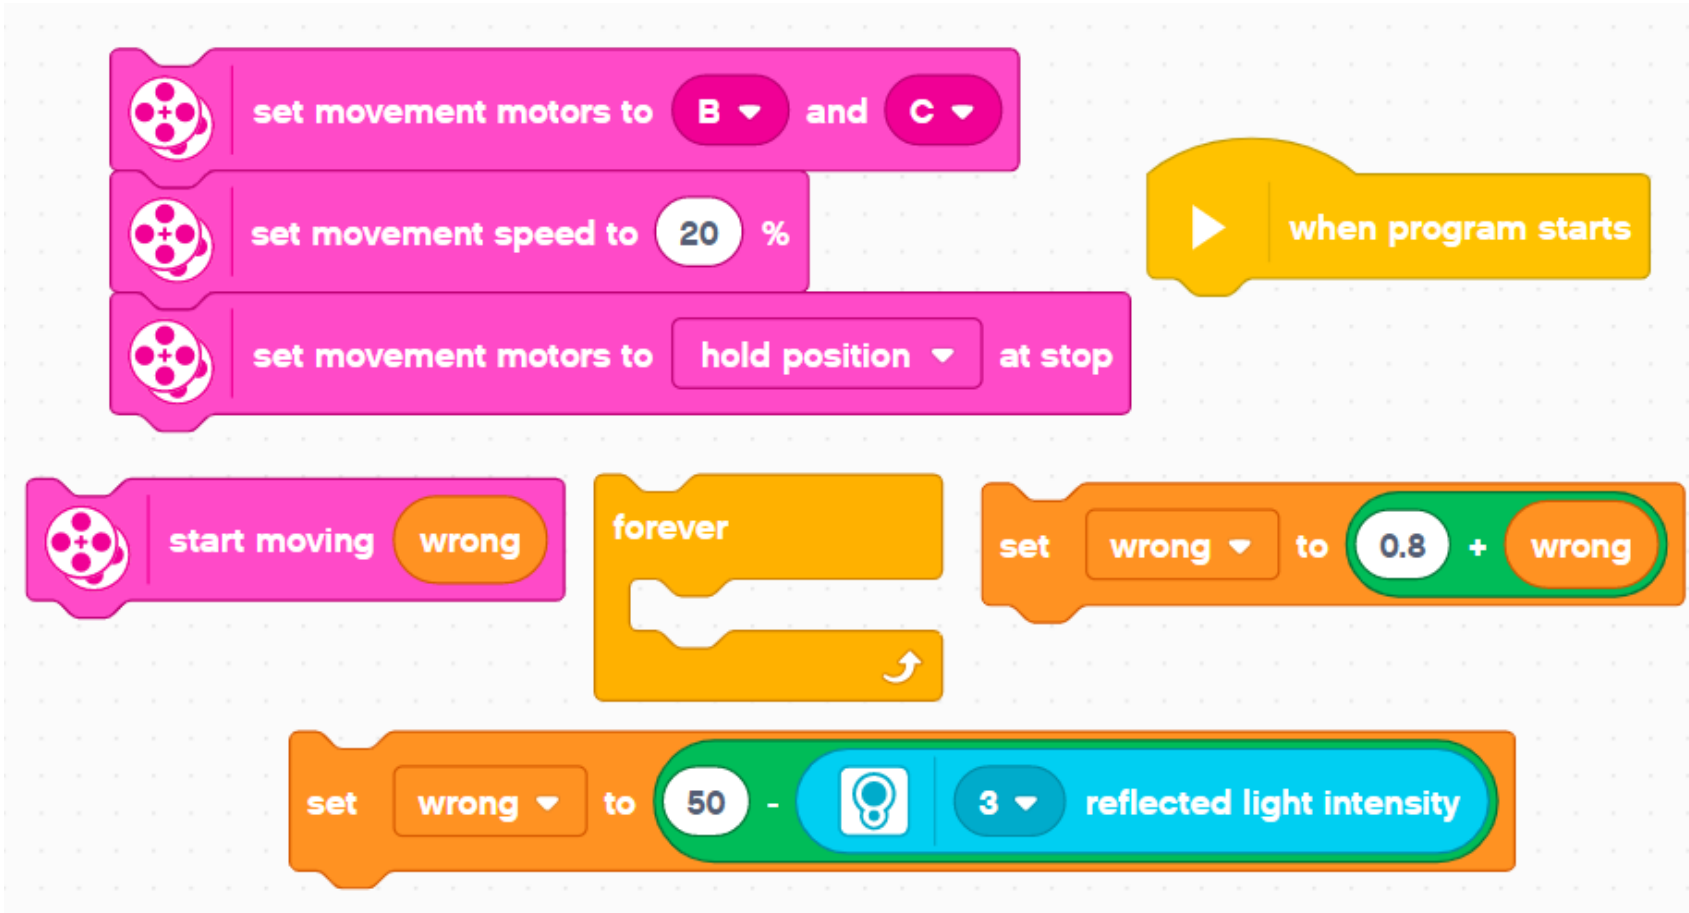 set movement motors to B and C
when program starts
set movement speed to 20 %
set movement motors to hold position at stop
start moving wrong
forever
set wrong to 0.8 + wrong
set wrong to 50 - 3 reflected light intensity